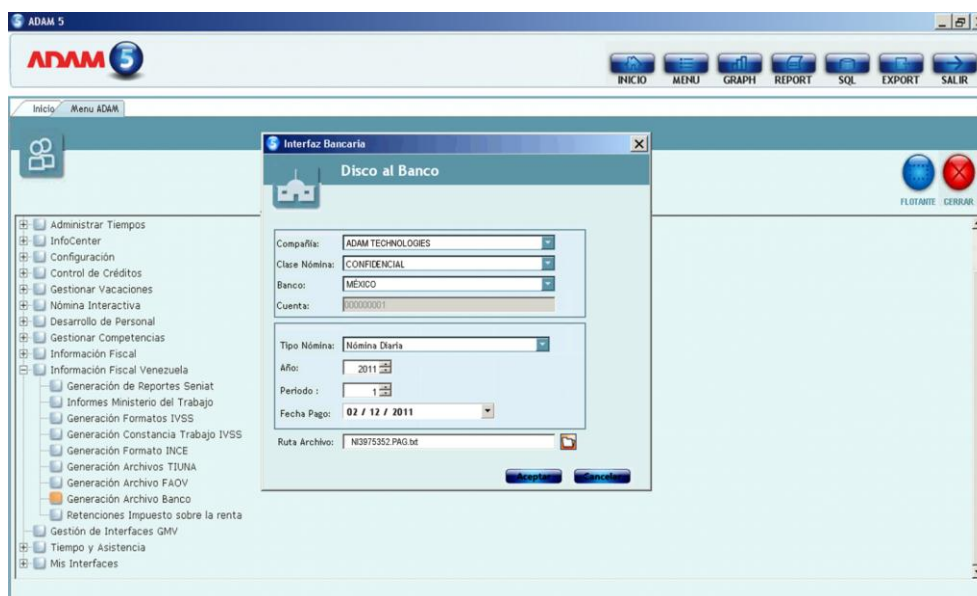 ADAM 5
ADAM 5
INICIO MENU GRAPH REPORT SQL EXPORT SALIR
Inicio Menu ADAM
Interfaz Bancaria
Disco al Banco
FLOTANTE CERRAR
Administrar Tiempos
InfoCenter
Configuración
Control de Créditos
Gestionar Vacaciones
Nómina Interactiva
Desarrollo de Personal
Gestionar Competencias
Información Fiscal
Información Fiscal Venezuela
Generación de Reportes Seniat
Informes Ministerio del Trabajo
Generación Formatos IVSS
Generación Constancia Trabajo IVSS
Generación Formato INCE
Generación Archivos TIUNA
Generación Archivo FAOV
Generación Archivo Banco
Retenciones Impuesto sobre la renta
Gestión de Interfaces GMV
Tiempo y Asistencia
Mis Interfaces
Compañía: ADAM TECHNOLOGIES
Clase Nómina: CONFIDENCIAL
Banco: MÉXICO
Cuenta: 000000001
Tipo Nómina: Nómina Diaria
Año: 2011
Periodo : 1
Fecha Pago: 02 / 12 / 2011
Ruta Archivo: NI3975352.PAG.txt
Aceptar Cancelar